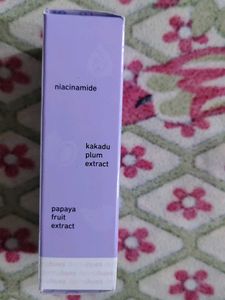 niacinamide
kakadu
plum
extract
papaya
fruit
extract